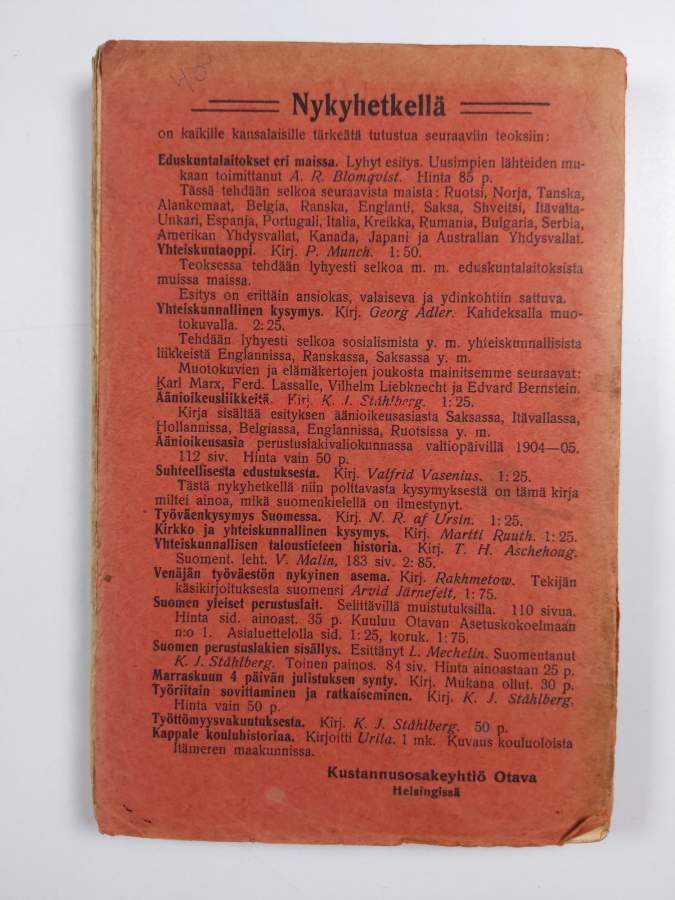 400
Nykyhetkellä
on kaikille kansalaisille tärkeätä tutustua seuraaviin teoksiin:
Eduskuntalaitokset eri maissa. Lyhyt esitys. Uusimpien lähteiden mu-
kaan toimittanut A. R. Blomqvist. Hinta 85 p.
Tässä tehdään selkoa seuraavista maista: Ruotsi, Norja, Tanska,
Alankomaat, Belgia, Ranska, Englanti, Saksa, Shveitsi, Itävalta-
Unkari, Espanja, Portugali, Italia, Kreikka, Rumania, Bulgaria, Serbia,
Amerikan Yhdysvallat, Kanada, Japani ja Australian Yhdysvallat.
Yhteiskuntaoppi. Kirj. P. Munch. 1:50.
Teoksessa tehdään lyhyesti selkoa m. m. eduskuntalaitoksista
muissa maissa.
Esitys on erittäin ansiokas, valaiseva ja ydinkohtiin sattuva.
Yhteiskunnallinen kysymys. Kirj. Georg Adler. Kahdeksalla muo-
tokuvalla. 2:25.
Tehdään lyhyesti selkoa sosialismista y. m. yhteiskunnallisista
liikkeistä Englannissa, Ranskassa, Saksassa y. m.
Muotokuvien ja elämäkertojen joukosta mainitsemme seuraavat:
Karl Marx, Ferd. Lassalle, Vilhelm Liebknecht ja Edvard Bernstein.
Äänioikeusliikkeitä. Kirj. K. J. Ståhlberg. 1:25.
Kirja sisältää esityksen äänioikeusasiasta Saksassa, Itävallassa,
Hollannissa, Belgiassa, Englannissa, Ruotsissa y. m.
Äänioikeusasia perustuslakivaliokunnassa valtiopäivillä 1904—05.
112 siv. Hinta vain 50 p.
Suhteellisesta edustuksesta. Kirj. Valfrid Vasenius. 1:25.
Tästä nykyhetkellä niin polttavasta kysymyksestä on tämä kirja
miltei ainoa, mikä suomenkielellä on ilmestynyt.
Työväenkysymys Suomessa. Kirj. N. R. af Ursin. 1:25.
Kirkko ja yhteiskunnallinen kysymys. Kirj. Martti Ruuth. 1:25.
Yhteiskunnallisen taloustieteen historia. Kirj. T. H. Aschehoug.
Suoment. leht. V. Malin, 183 siv. 2:85.
Venäjän työväestön nykyinen asema. Kirj. Rakhmetow. Tekijän
käsikirjoituksesta suomensi Arvid Järnefelt, 1:75.
Suomen yleiset perustuslait. Selittävillä muistutuksilla. 110 sivua.
Hinta sid. ainoast. 35 p. Kuuluu Otavan Asetuskokoelmaan
n:o 1. Asialuettelolla sid. 1:25, koruk. 1:75.
Suomen perustuslakien sisällys. Esittänyt L. Mechelin. Suomentanut
K. J. Ståhlberg. Toinen painos. 84 siv. Hinta ainoastaan 25 p.
Marraskuun 4 päivän julistuksen synty. Kirj. Mukana ollut. 30 p.
Työriitain sovittaminen ja ratkaiseminen. Kirj. K. J. Ståhlberg.
Hinta vain 50 p.
Työttömyysvakuutuksesta. Kirj. K. J. Ståhlberg. 50 p.
Kappale kouluhistoriaa. Kirjoitti Urila. 1 mk. Kuvaus kouluoloista
Itämeren maakunnissa.
Kustannusosakeyhtiö Otava
Helsingissä